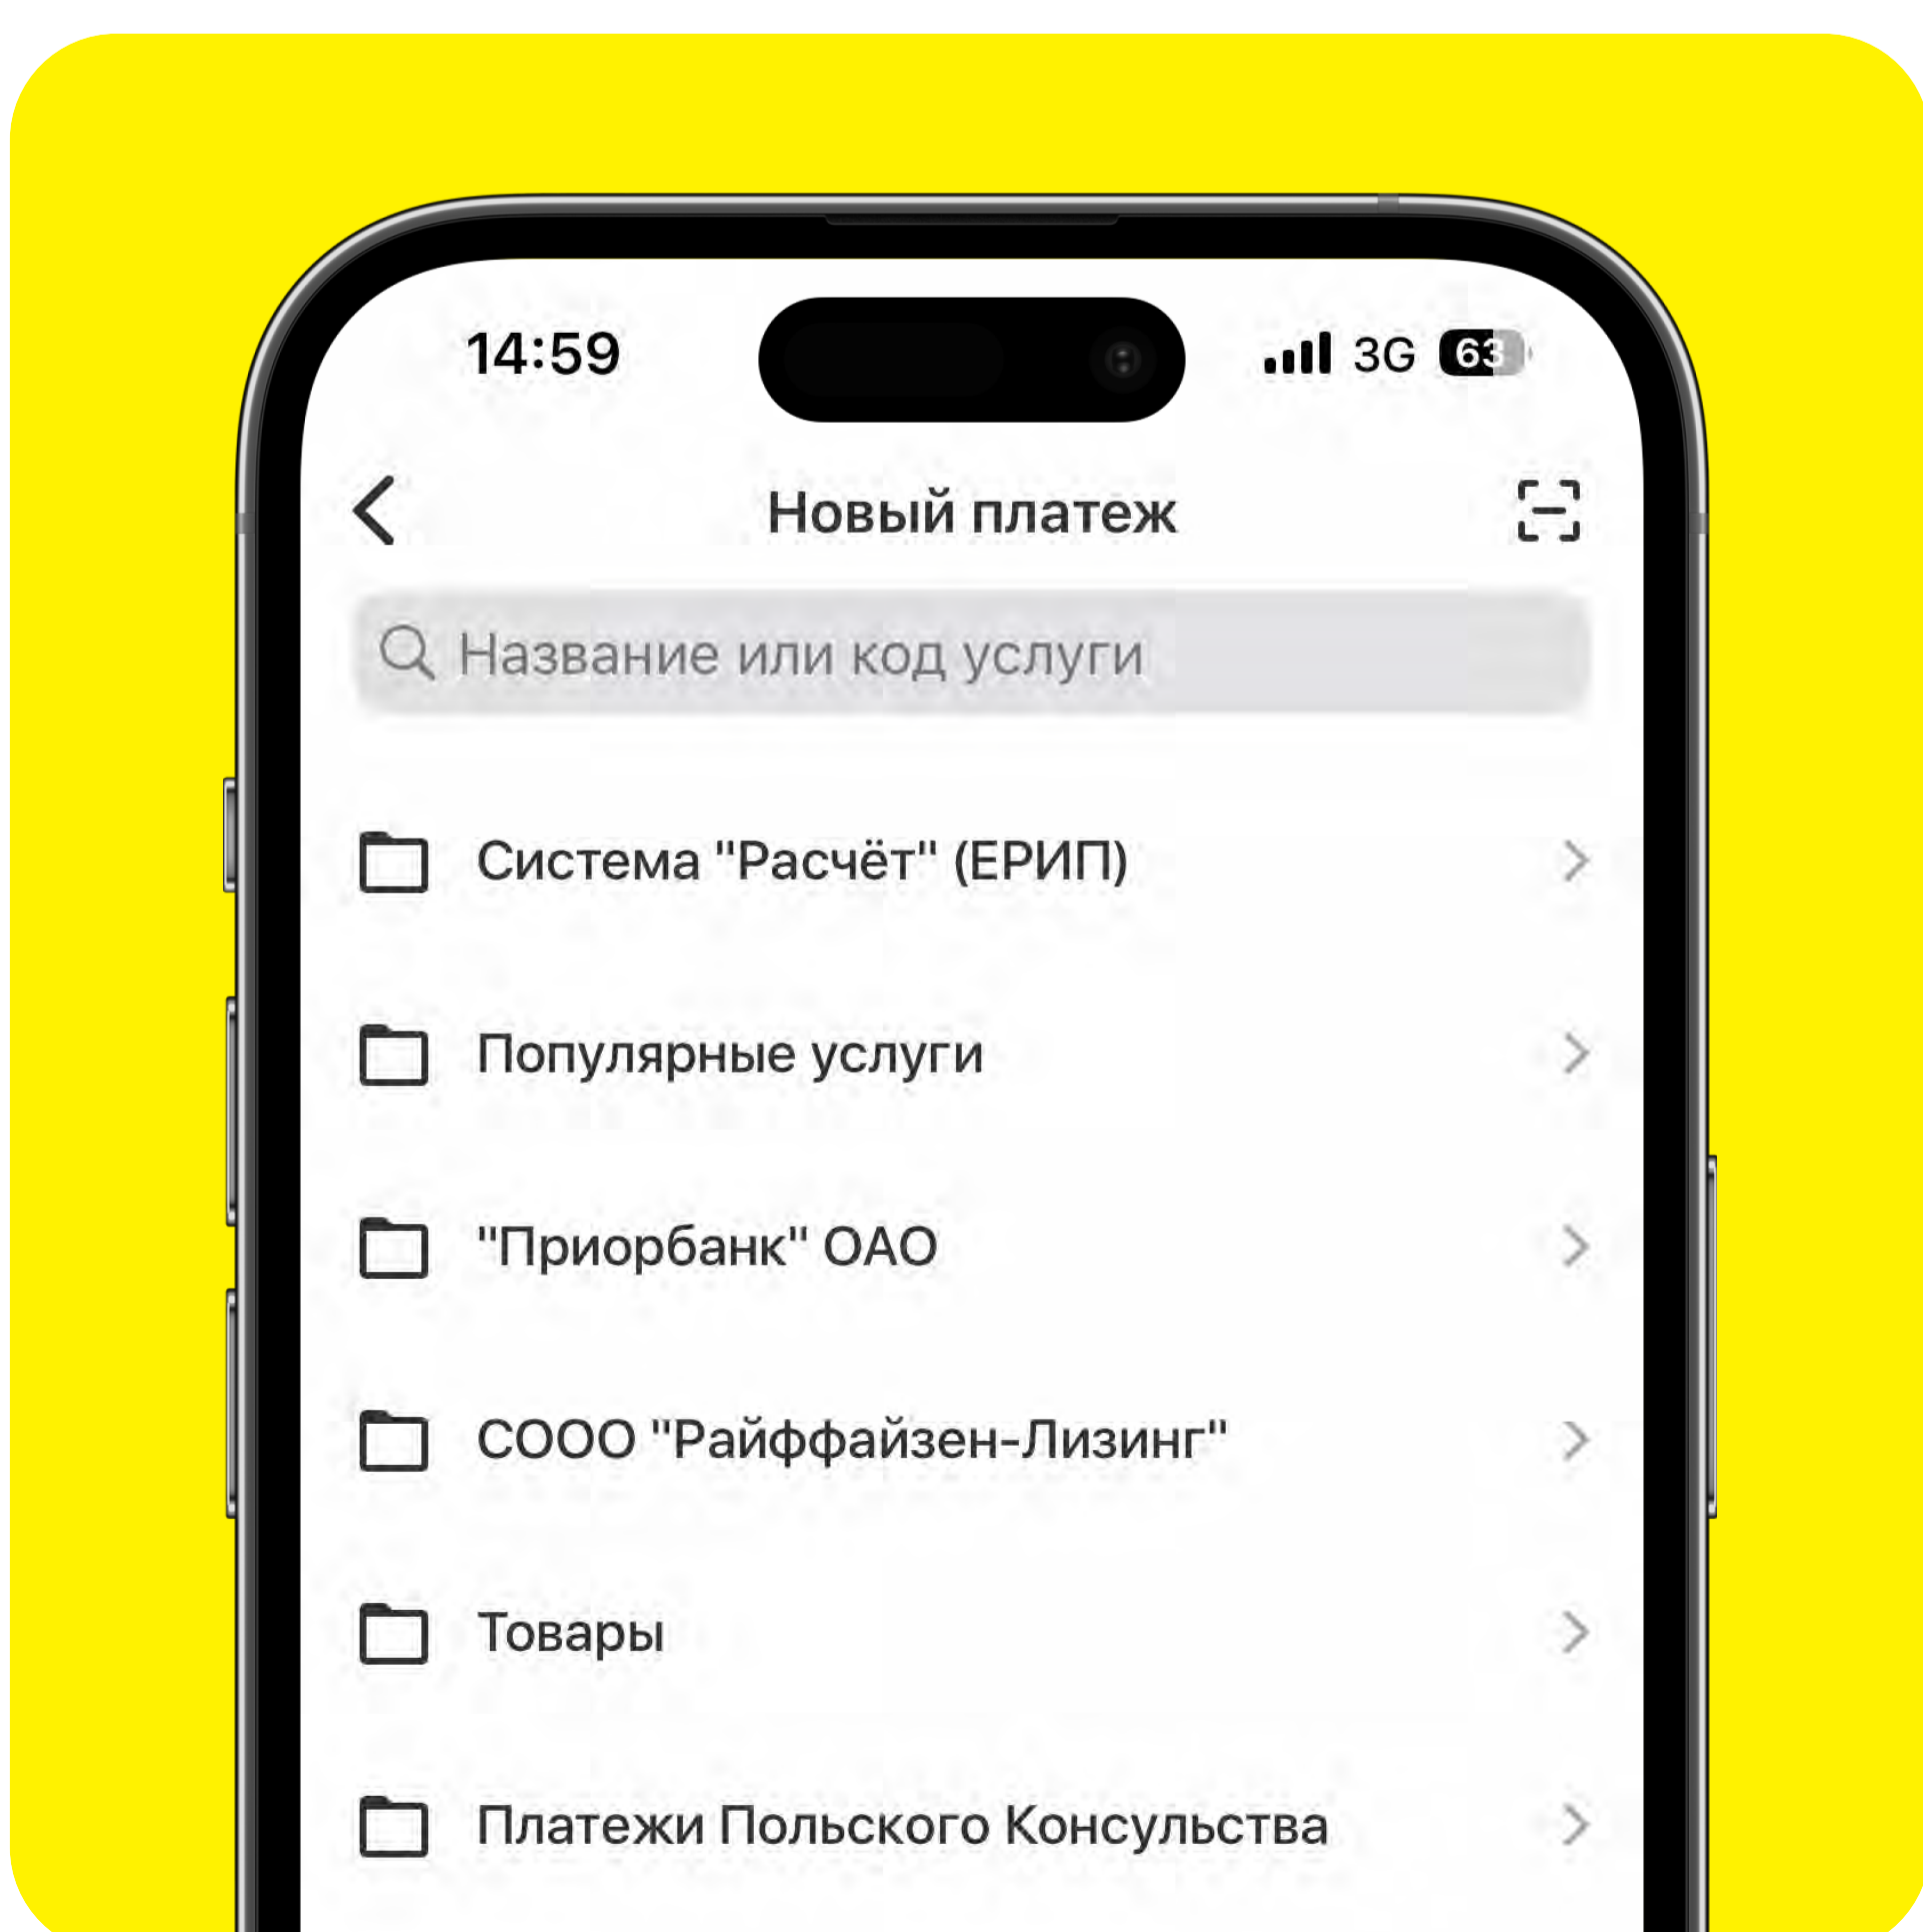 14:59
3G 63
Новый платеж
Название или код услуги
Система "Расчёт" (ЕРИП)
Популярные услуги
"Приорбанк" ОАО
СООО "Райффайзен-Лизинг"
Товары
Платежи Польского Консульства